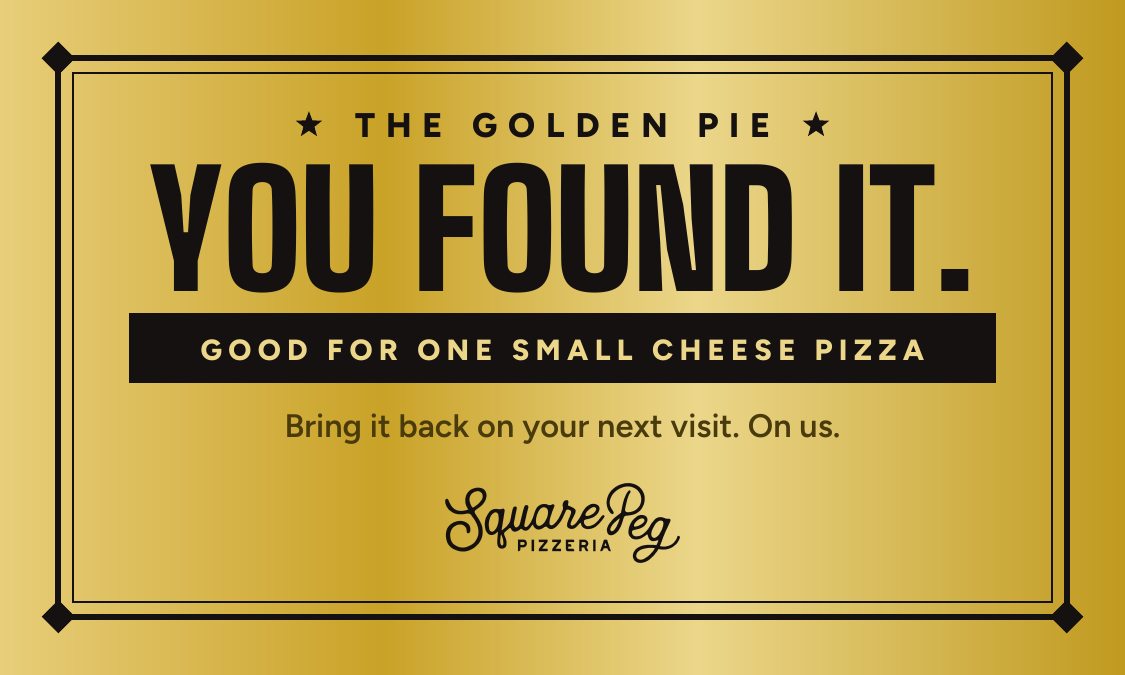 ★ THE GOLDEN PIE ★
YOU FOUND IT.
GOOD FOR ONE SMALL CHEESE PIZZA
Bring it back on your next visit. On us.
Square Peg
PIZZERIA